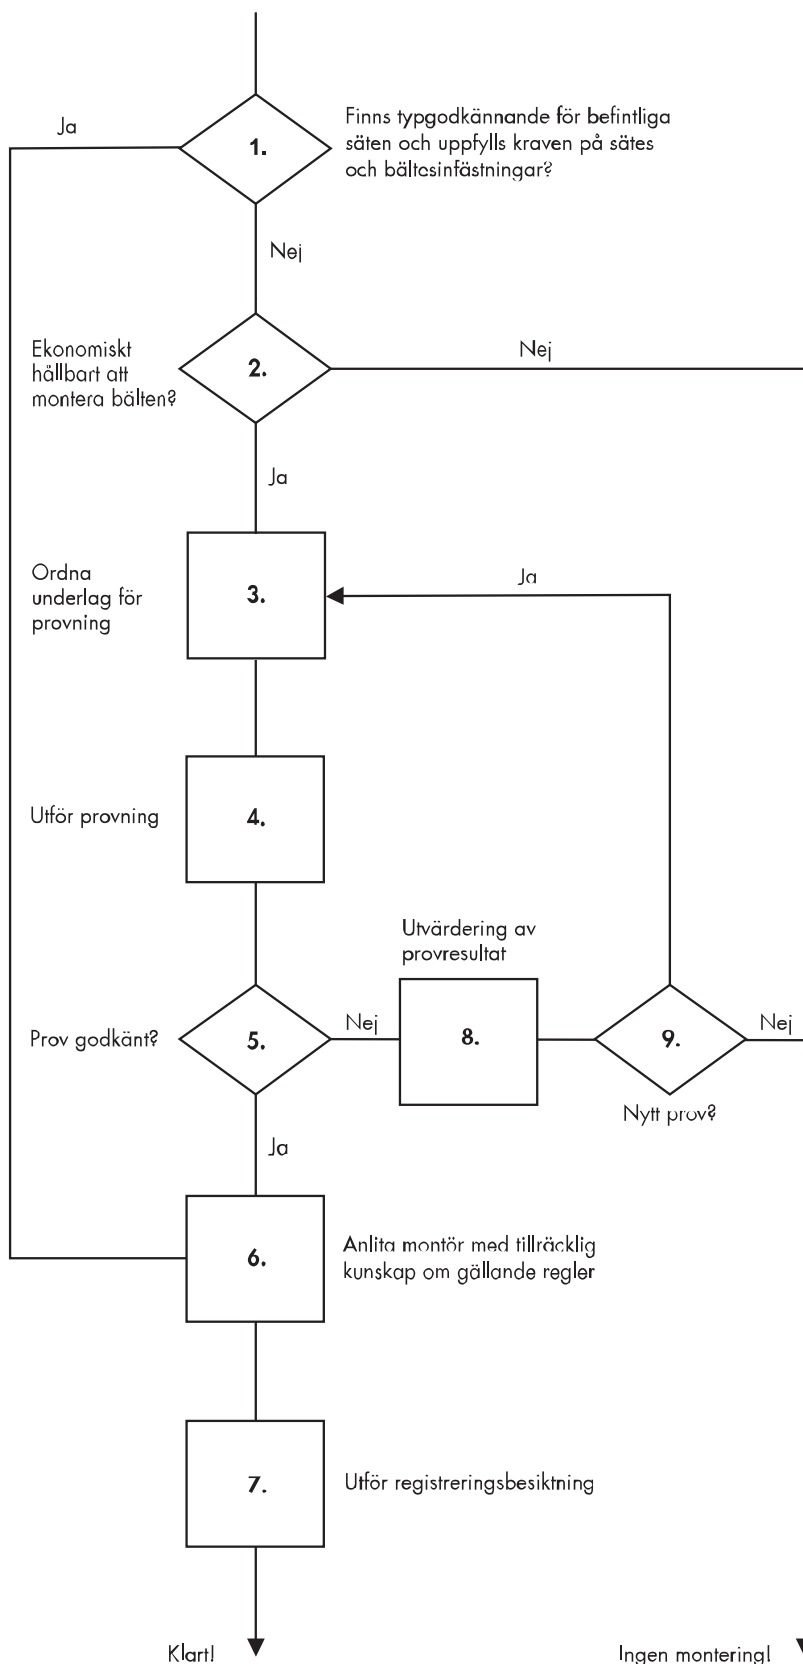 Ja
1.
Finns typgodkännande för befintliga
säten och uppfylls kraven på sätes
och bältesinfästningar?
Nej
Ekonomiskt
hållbart att
montera bälten?
2.
Nej
Ja
Ordna
underlag för
provning
3.
Ja
Utför provning
4.
Utvärdering av
provresultat
Prov godkänt?
5.
Nej
8.
9.
Nej
Nytt prov?
Ja
6.
Anlita montör med tillräcklig
kunskap om gällande regler
7.
Utför registreringsbesiktning
Klart!
Ingen montering!